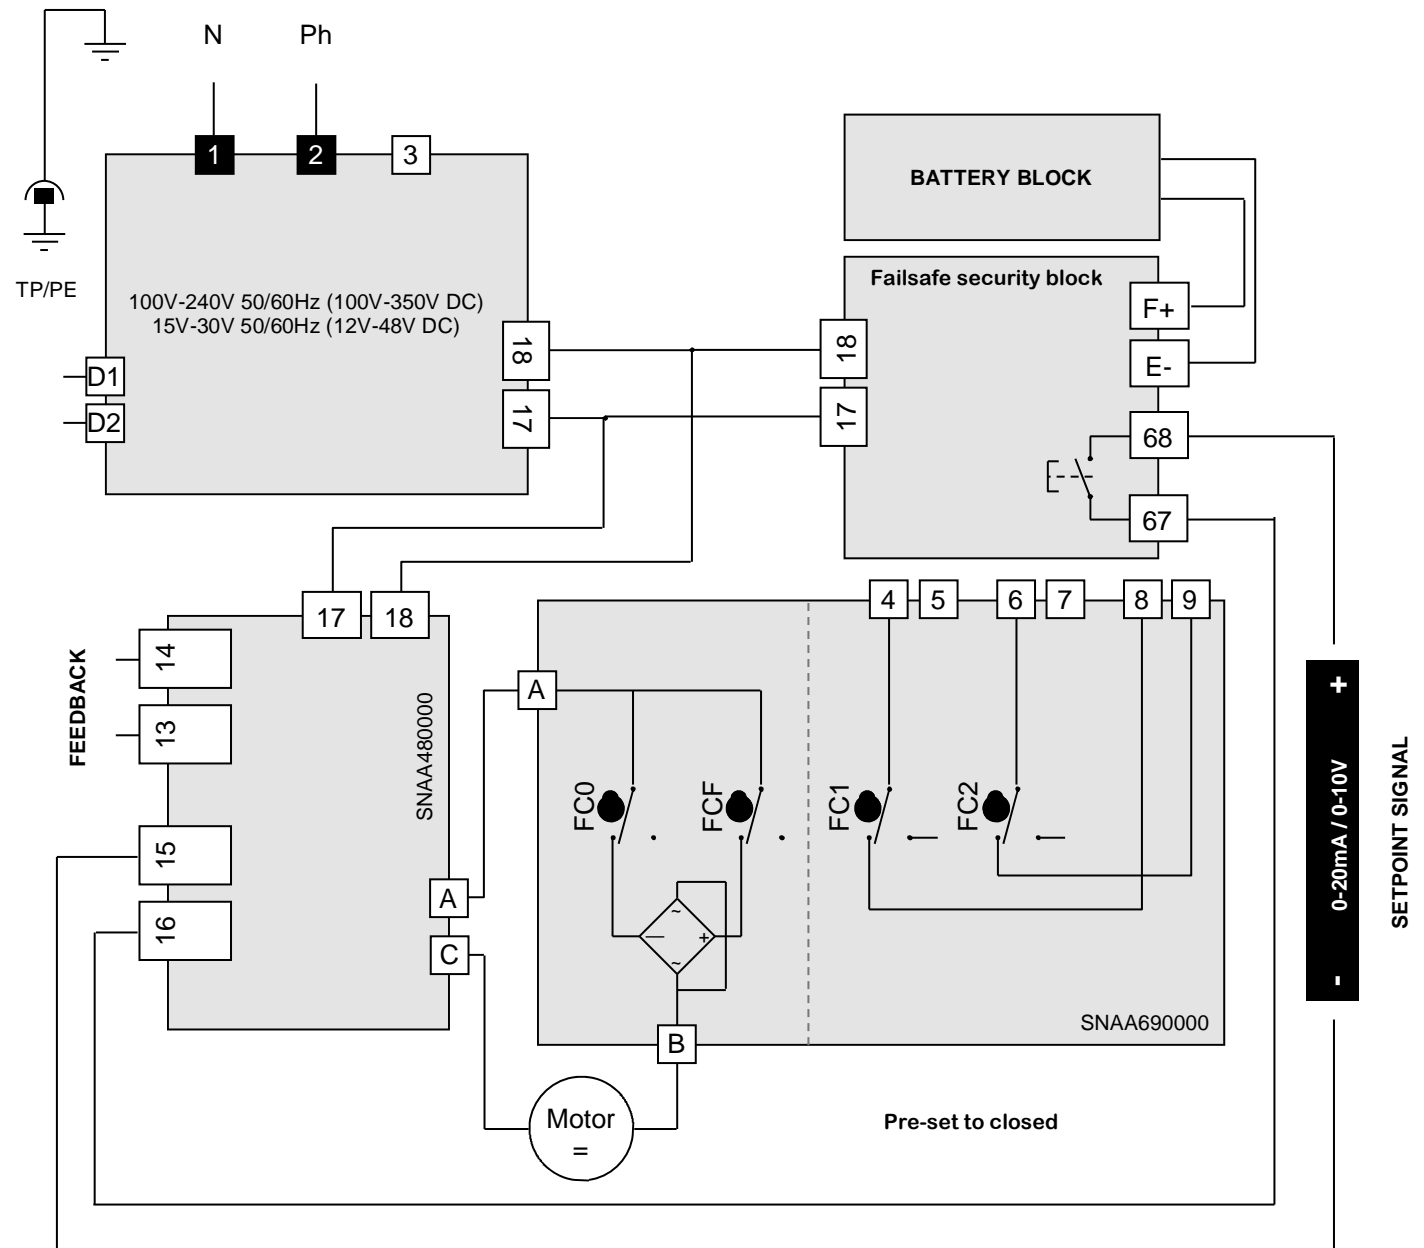 N
Ph
1
2
3
TP/PE
100V-240V 50/60Hz (100V-350V DC)
15V-30V 50/60Hz (12V-48V DC)
D1
D2
18
17
BATTERY BLOCK
Failsafe security block
F+
E-
18
17
68
67
17
18
FEEDBACK
14
13
15
16
SNAA480000
A
C
4
5
6
7
8
9
A
FC0
FCF
FC1
FC2
~
—
+
~
SNAA690000
B
Motor
=
Pre-set to closed
+
0-20mA / 0-10V
-
SETPOINT SIGNAL